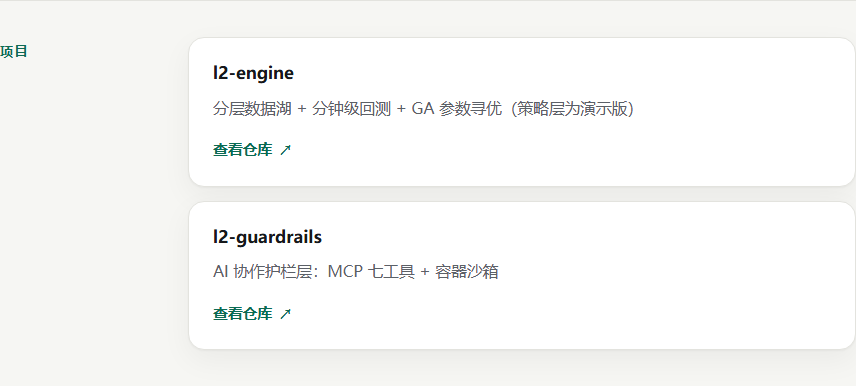 项目
l2-engine
分层数据湖 + 分钟级回测 + GA 参数寻优（策略层为演示版）
查看仓库 ↗
l2-guardrails
AI 协作护栏层：MCP 七工具 + 容器沙箱
查看仓库 ↗